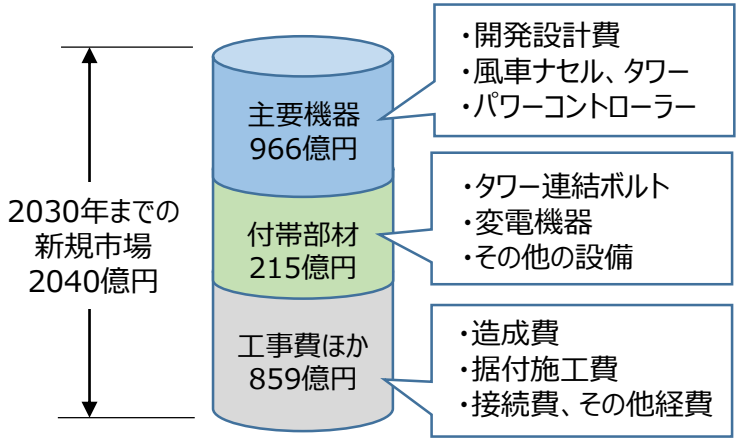 2030年までの
新規市場
2040億円
主要機器
966億円
・開発設計費
・風車ナセル、タワー
・パワーコントローラー
付帯部材
215億円
・タワー連結ボルト
・変電機器
・その他の設備
工事費ほか
859億円
・造成費
・据付施工費
・接続費、その他経費